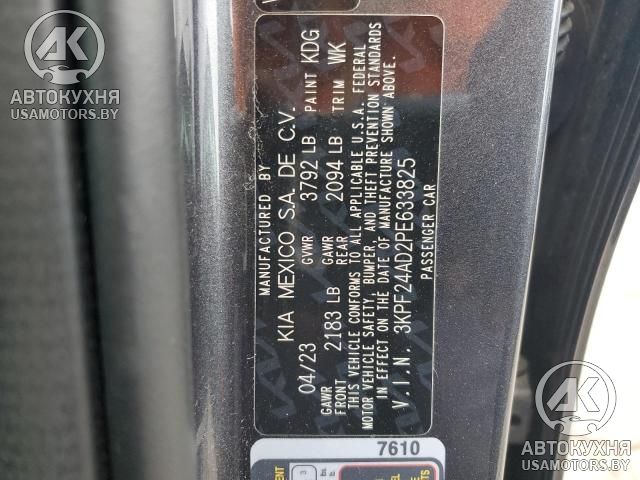 AK
АВТОКУХНЯ
USAMOTORS.BY
MANUFACTURED BY
KIA MEXICO S.A. DE C.V.
04/23 GVWR 3792 LB PAINT KDG
GAWR FRONT 2183 LB GAWR REAR 2094 LB TRIM WK
THIS VEHICLE CONFORMS TO ALL APPLICABLE U.S.A. FEDERAL
MOTOR VEHICLE SAFETY, BUMPER, AND THEFT PREVENTION STANDARDS
IN EFFECT ON THE DATE OF MANUFACTURE SHOWN ABOVE.
V.I.N. 3KPF24AD2PE633825
PASSENGER CAR
7610
AK
АВТОКУХНЯ
USAMOTORS.BY